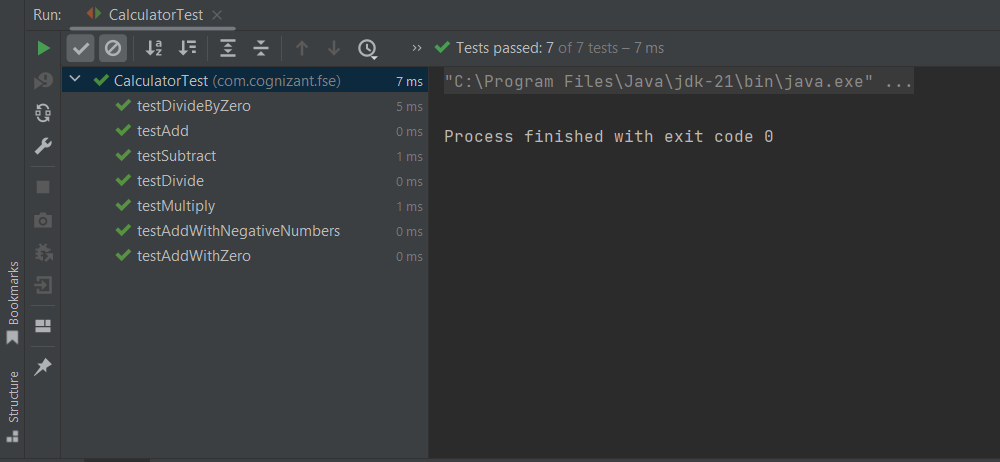 Run: CalculatorTest
Tests passed: 7 of 7 tests – 7 ms
CalculatorTest (com.cognizant.fse) 7 ms
testDivideByZero 5 ms
testAdd 0 ms
testSubtract 1 ms
testDivide 0 ms
testMultiply 1 ms
testAddWithNegativeNumbers 0 ms
testAddWithZero 0 ms
"C:\Program Files\Java\jdk-21\bin\java.exe" ...
Process finished with exit code 0
Bookmarks
Structure